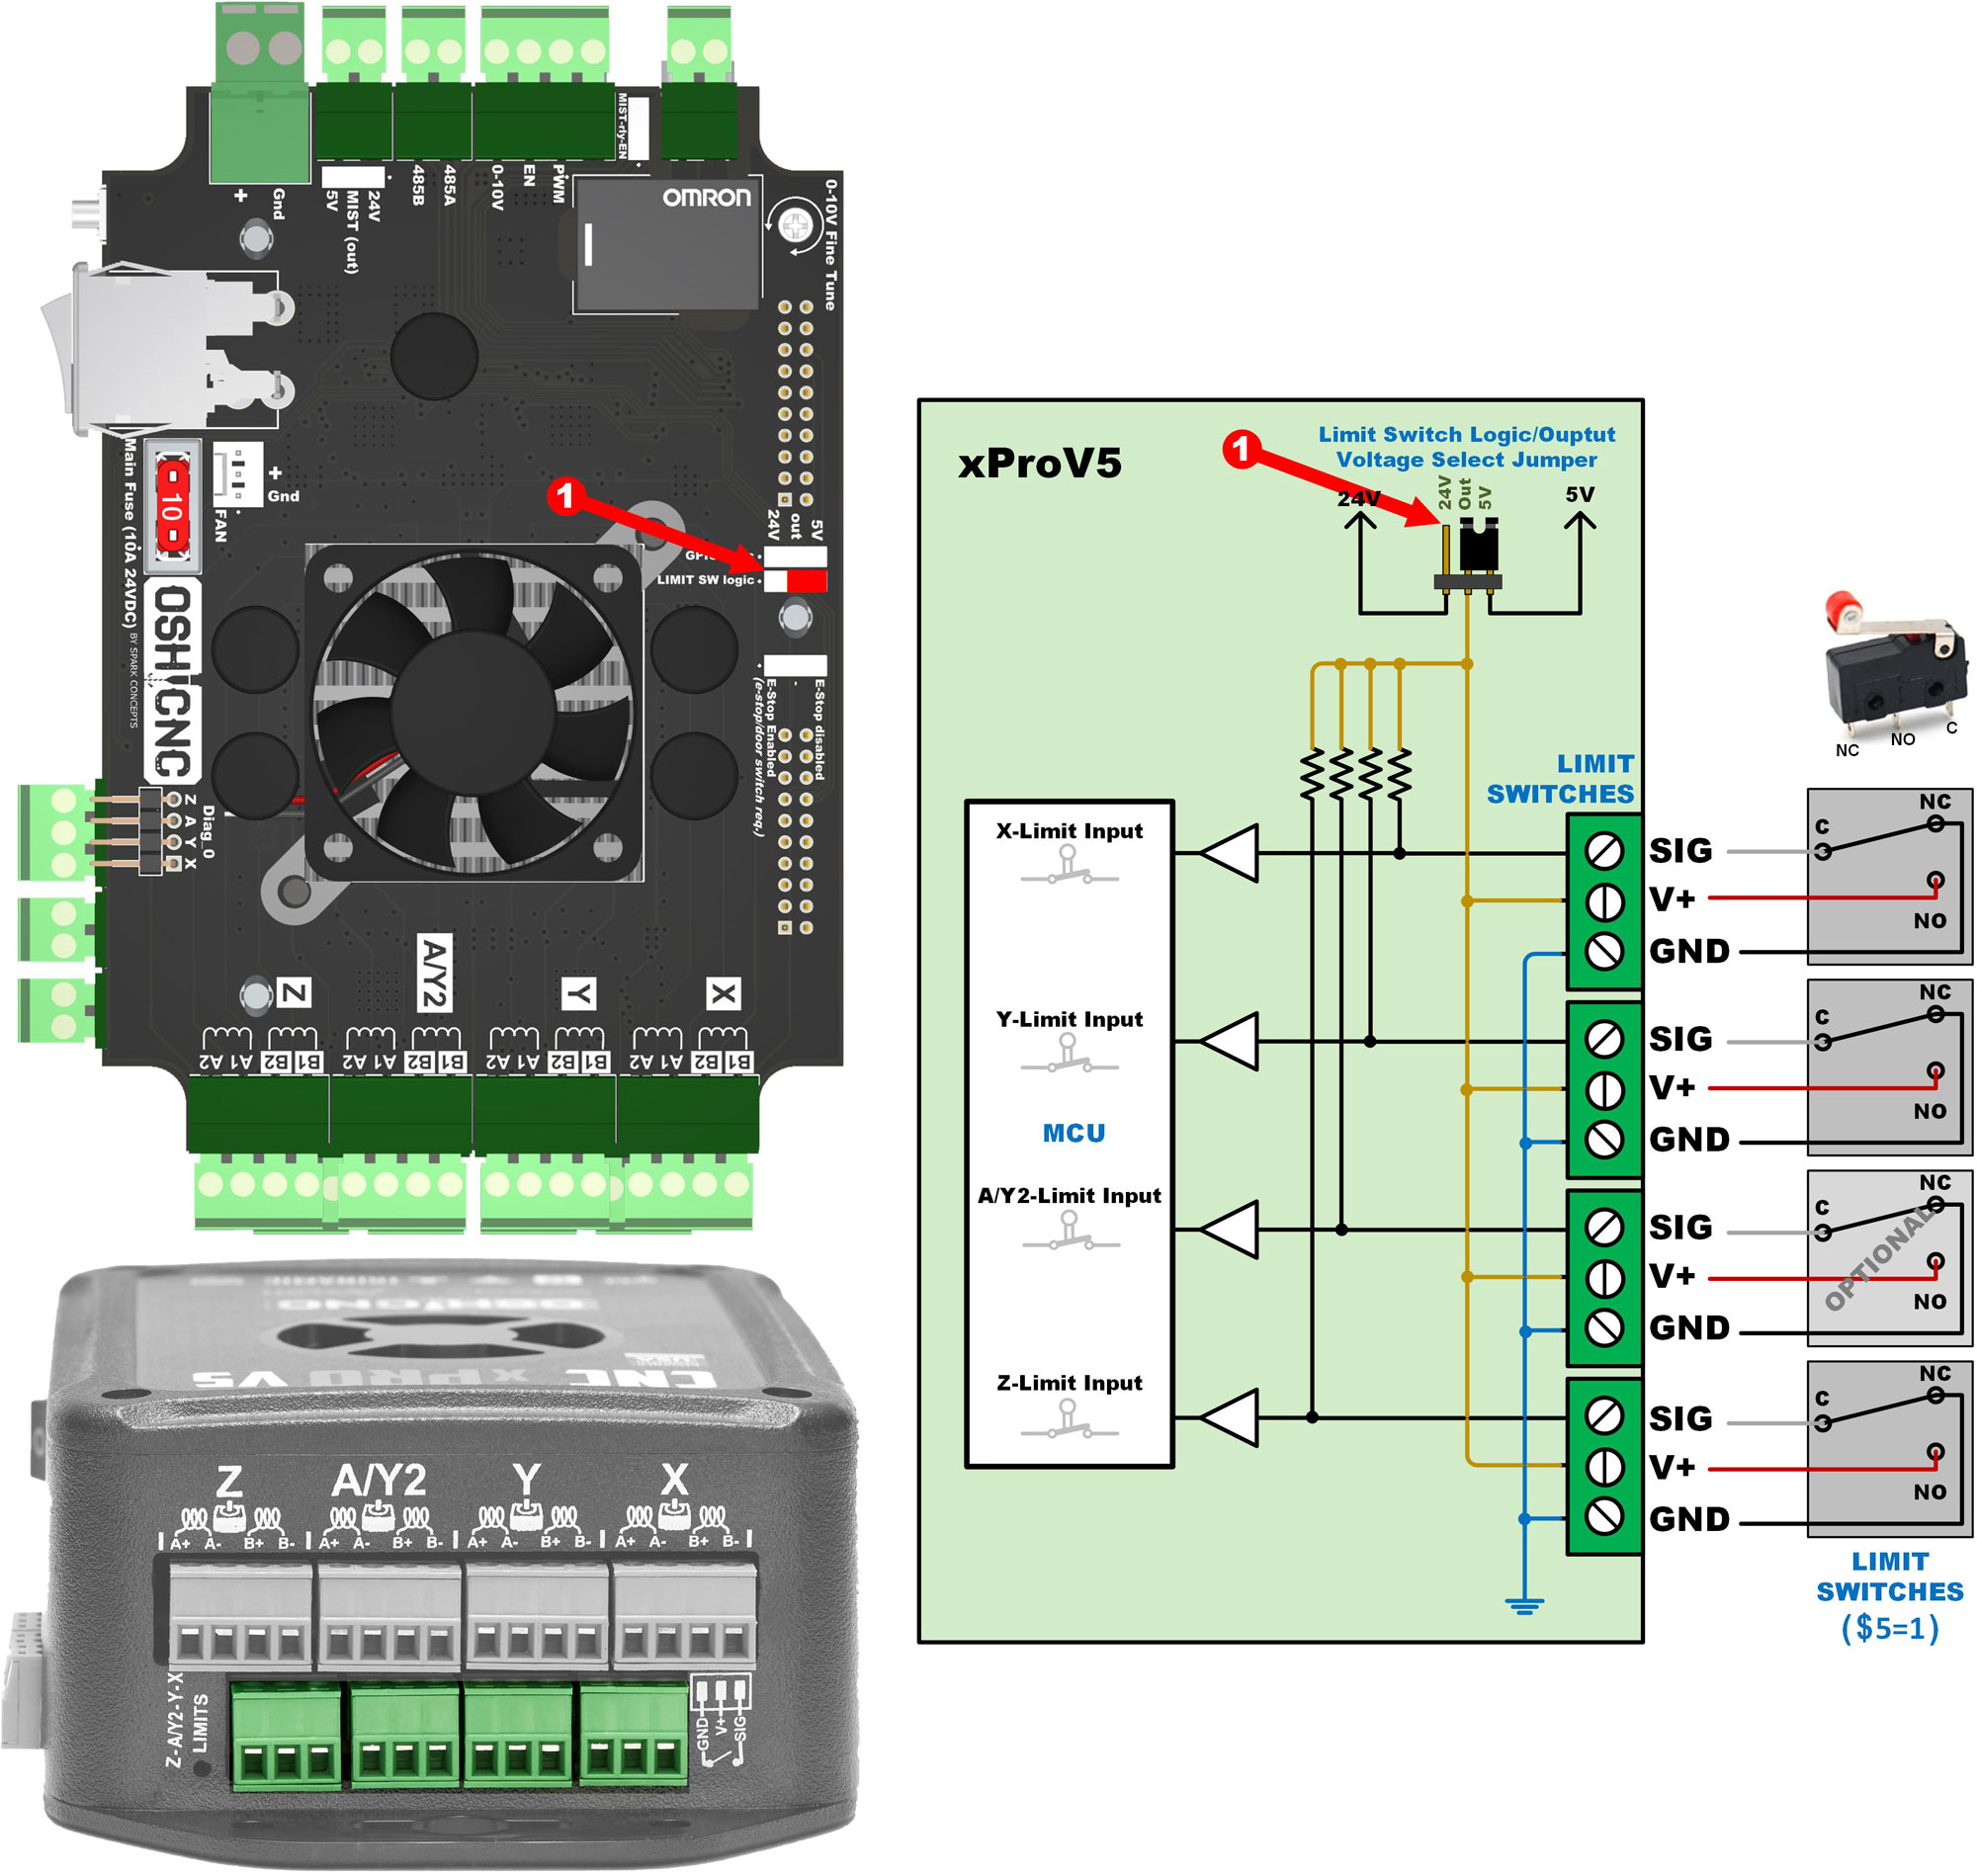 +
Gnd
5V
MIST (out)
24V
485B
485A
0-10V
EN
PWM
MIST-rly-EN
OMRON
0-10V Fine Tune
Main Fuse (10A 24VDC)
10
+
Gnd
FAN
1
24V
out
5V
LIMIT SW logic
OSHCNC
BY SPARK CONCEPTS
E-Stop Enabled
(e-stop/door switch req.)
E-Stop disabled
Z
A
Y
X
Diag_0
Z
A/Y2
Y
X
A2 A1 B2 B1
A2 A1 B2 B1
A2 A1 B2 B1
A2 A1 B2 B1
CNC xPRO V5
Z
A/Y2
Y
X
A+ A- B+ B-
A+ A- B+ B-
A+ A- B+ B-
A+ A- B+ B-
Z-A/Y2-Y-X
LIMITS
GND
V+
SIG
xProV5
1
Limit Switch Logic/Ouptut
Voltage Select Jumper
24V
24V
Out
5V
5V
LIMIT
SWITCHES
X-Limit Input
Y-Limit Input
MCU
A/Y2-Limit Input
Z-Limit Input
SIG
V+
GND
SIG
V+
GND
SIG
V+
GND
SIG
V+
GND
NC
NO
C
C
NC
NO
C
NC
NO
C
NC
OPTIONAL
NO
C
NC
NO
LIMIT
SWITCHES
($5=1)